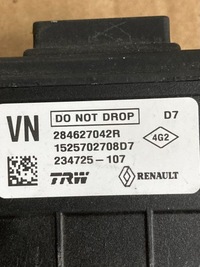 DO NOT DROP D7
VN 284627042R 4G2
1525702708D7
234725-107
TRW RENAULT